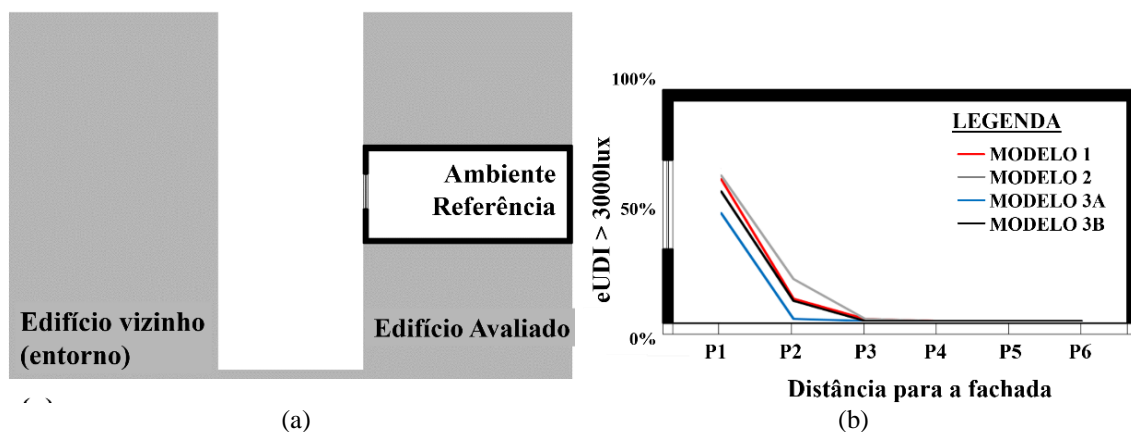 Ambiente
Referência
Edifício vizinho
(entorno)
Edifício Avaliado
(a)
100%
50%
0%
eUDI > 3000lux
LEGENDA
MODELO 1
MODELO 2
MODELO 3A
MODELO 3B
P1 P2 P3 P4 P5 P6
Distância para a fachada
(b)